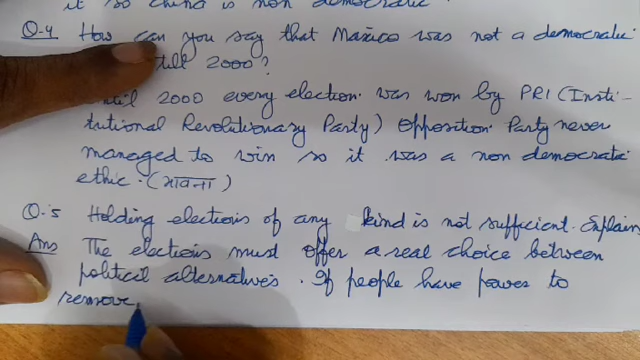 it so China is non democratic
Q-4 How can you say that Maxico was not a democratic
till 2000?
Until 2000 every election was won by PRI (Insti-
tutional Revolutionary Party) Opposition Party never
managed to win so it was a non democratic
ethic. (भावना)
Q.5 Holding elections of any kind is not sufficient. Explain
Ans The elections must offer a real choice between
political alternatives. If people have power to
remove